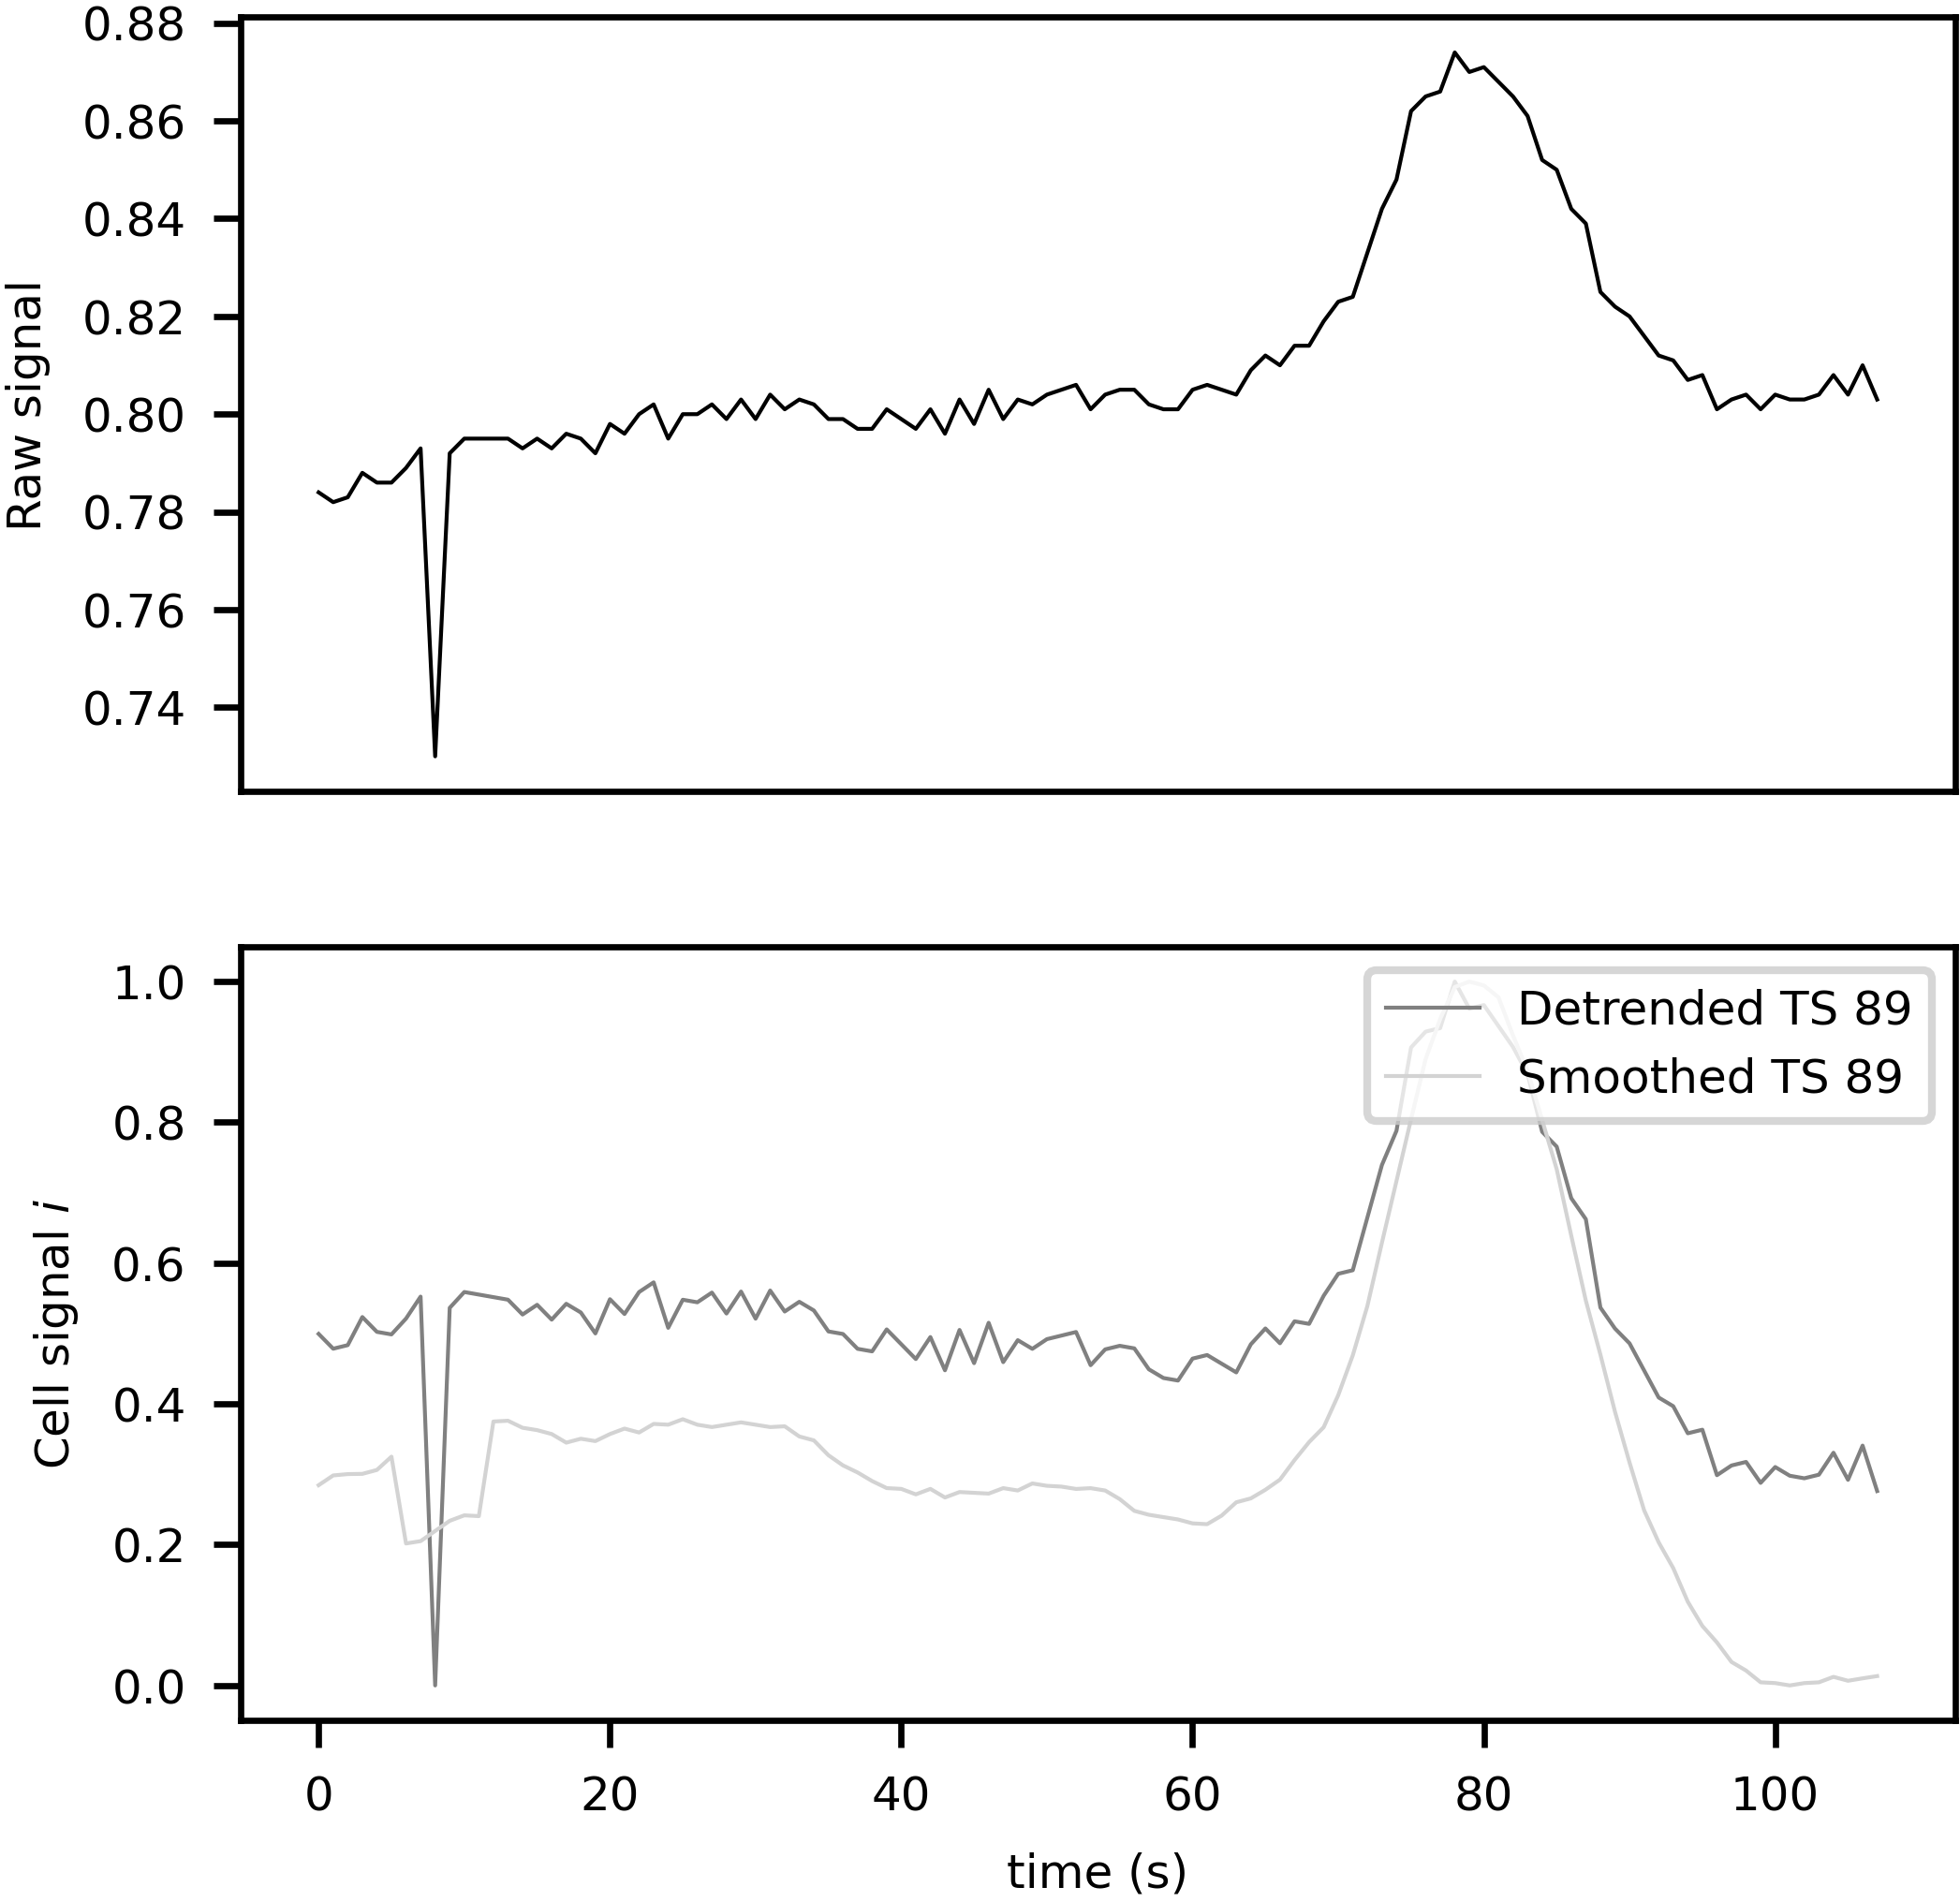 0.88
0.86
0.84
0.82
0.80
0.78
0.76
0.74
Raw signal
1.0
0.8
0.6
0.4
0.2
0.0
Cell signal i
Detrended TS 89
Smoothed TS 89
0 20 40 60 80 100
time (s)